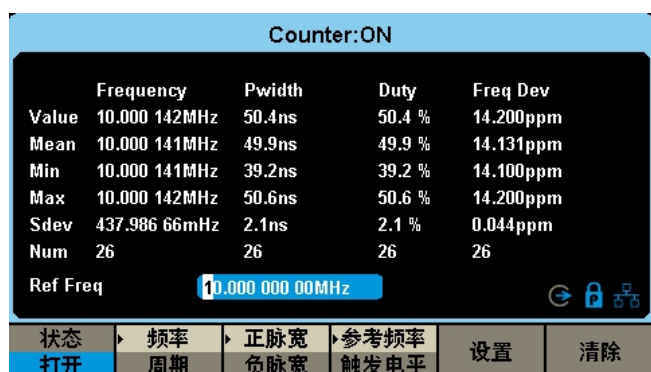 Counter:ON
Frequency Pwidth Duty Freq Dev
Value 10.000 142MHz 50.4ns 50.4 % 14.200ppm
Mean 10.000 141MHz 49.9ns 49.9 % 14.131ppm
Min 10.000 141MHz 39.2ns 39.2 % 14.100ppm
Max 10.000 142MHz 50.6ns 50.6 % 14.200ppm
Sdev 437.986 66mHz 2.1ns 2.1 % 0.044ppm
Num 26 26 26 26
Ref Freq 10.000 000 00MHz
状态 频率 正脉宽 参考频率 设置 清除
打开 周期 负脉宽 触发电平